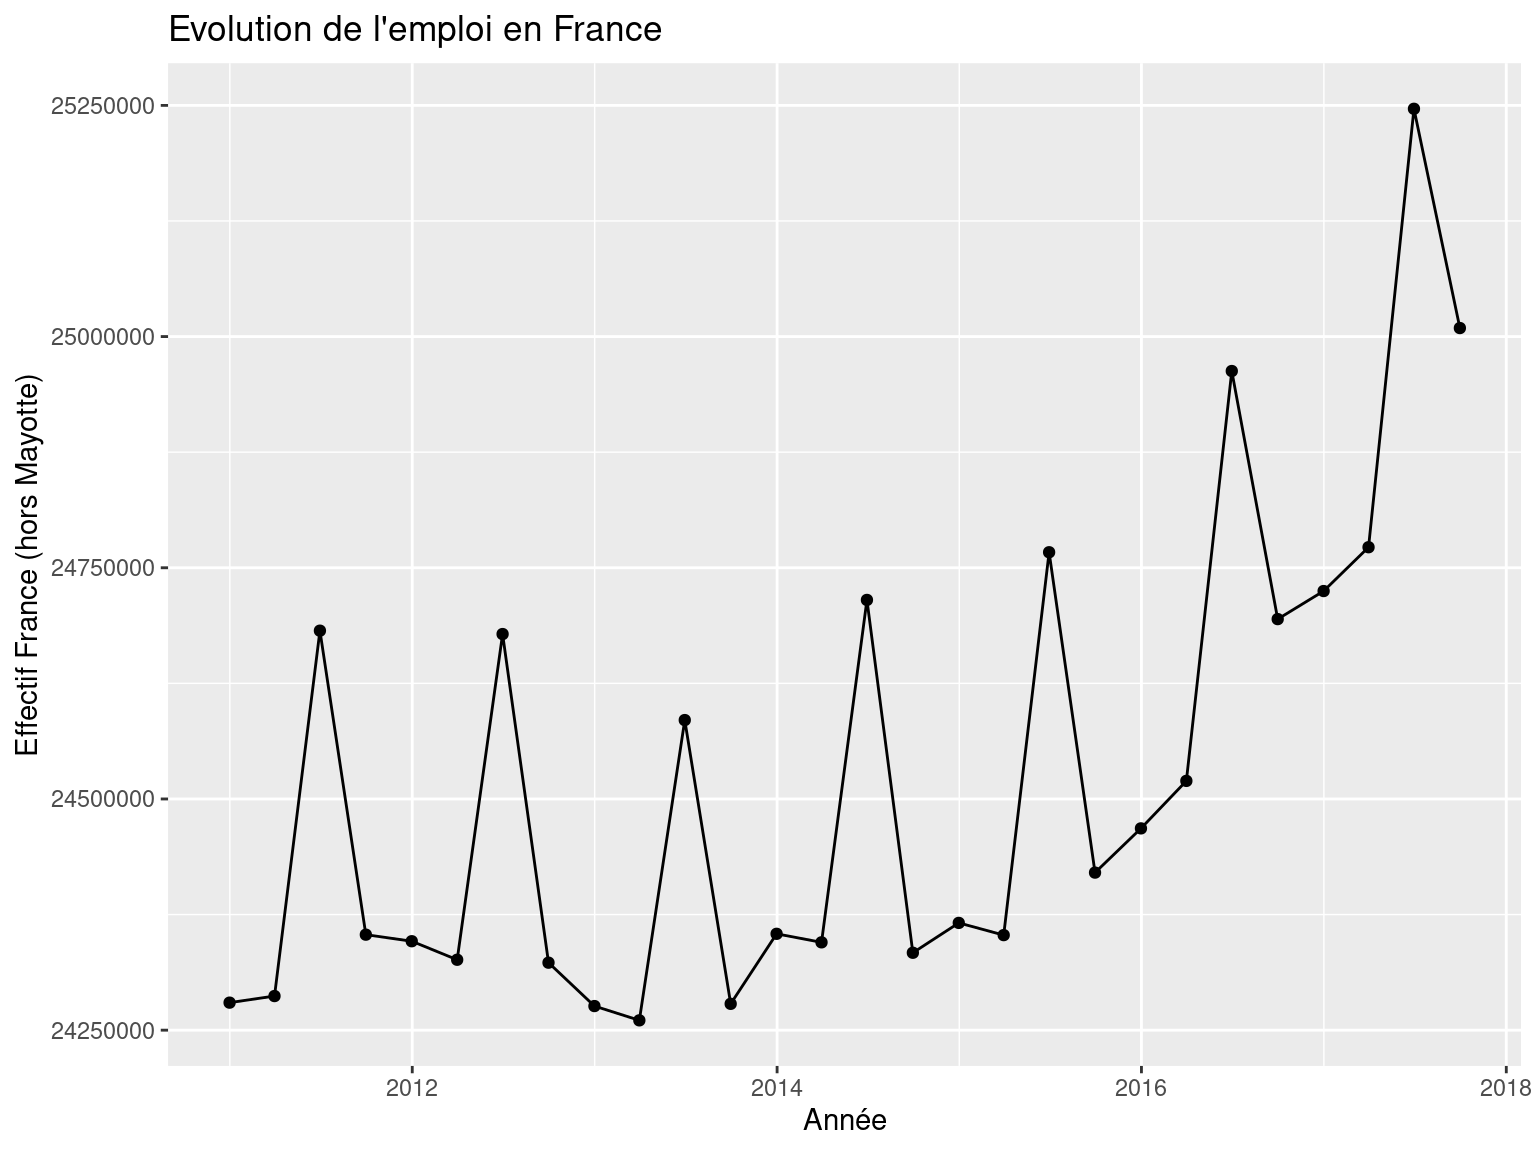 Evolution de l'emploi en France
25250000
25000000
24750000
24500000
24250000
Effectif France (hors Mayotte)
2012 2014 2016 2018
Année